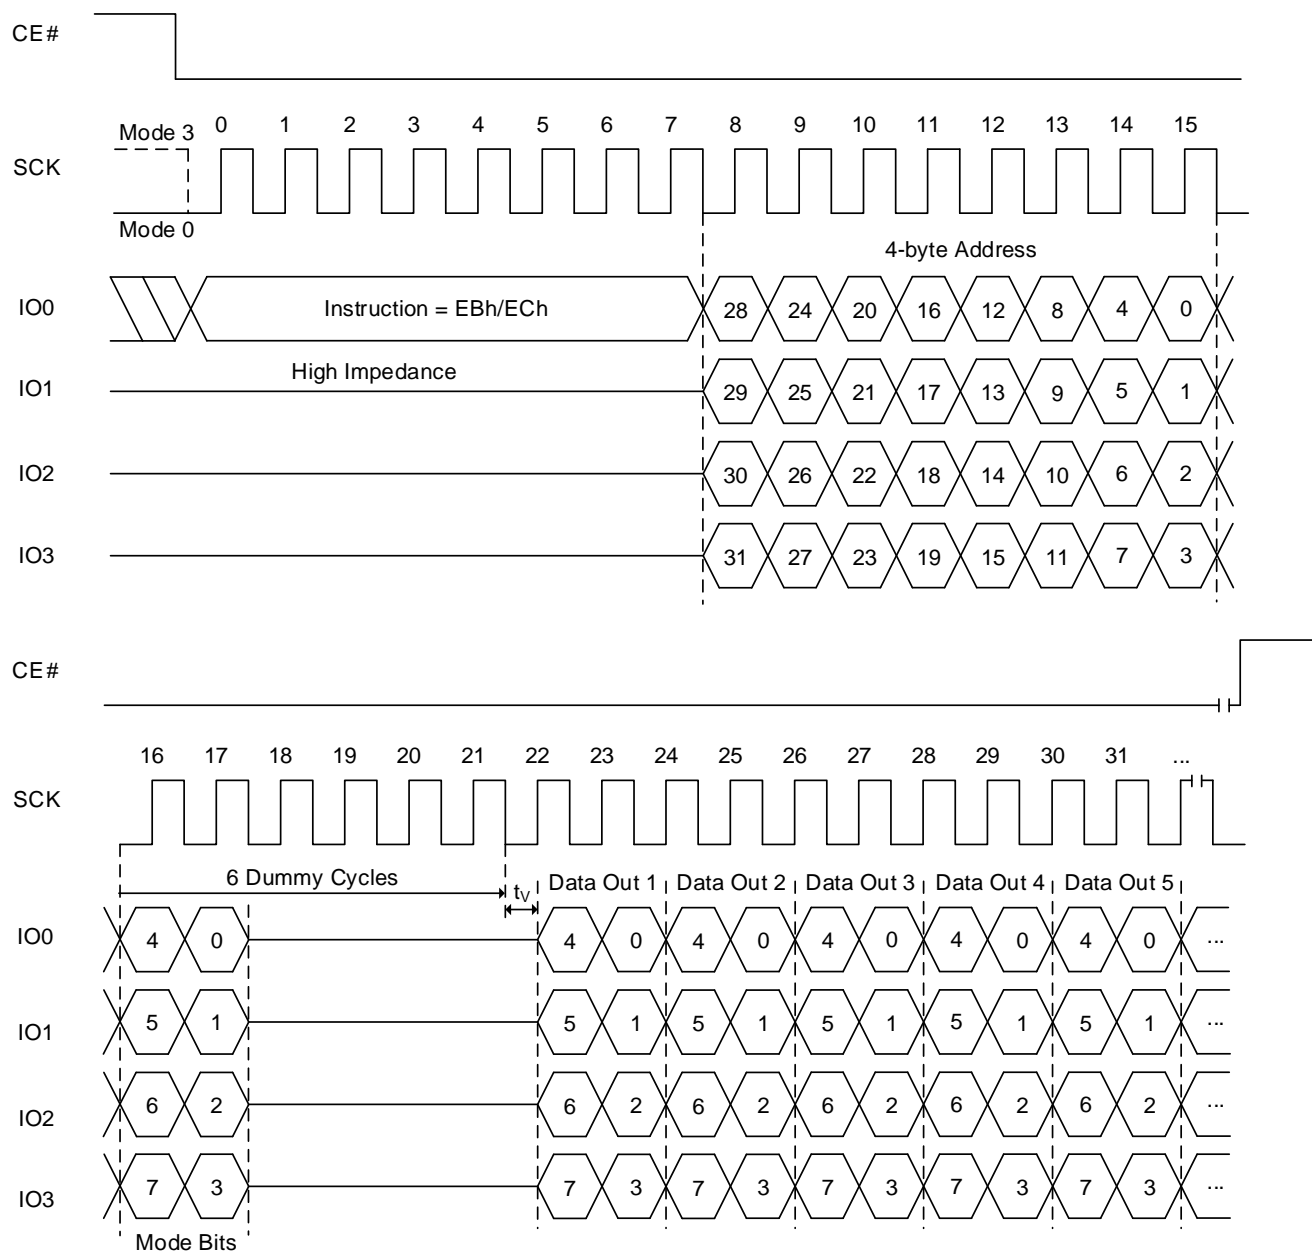 CE#
Mode 3 0 1 2 3 4 5 6 7 8 9 10 11 12 13 14 15
SCK
Mode 0
4-byte Address
IO0 Instruction = EBh/ECh 28 24 20 16 12 8 4 0
High Impedance
IO1 29 25 21 17 13 9 5 1
IO2 30 26 22 18 14 10 6 2
IO3 31 27 23 19 15 11 7 3
CE#
16 17 18 19 20 21 22 23 24 25 26 27 28 29 30 31 ...
SCK
6 Dummy Cycles tV Data Out 1 Data Out 2 Data Out 3 Data Out 4 Data Out 5
IO0 4 0 4 0 4 0 4 0 4 0 4 0 ...
IO1 5 1 5 1 5 1 5 1 5 1 5 1 ...
IO2 6 2 6 2 6 2 6 2 6 2 6 2 ...
IO3 7 3 7 3 7 3 7 3 7 3 7 3 ...
Mode Bits